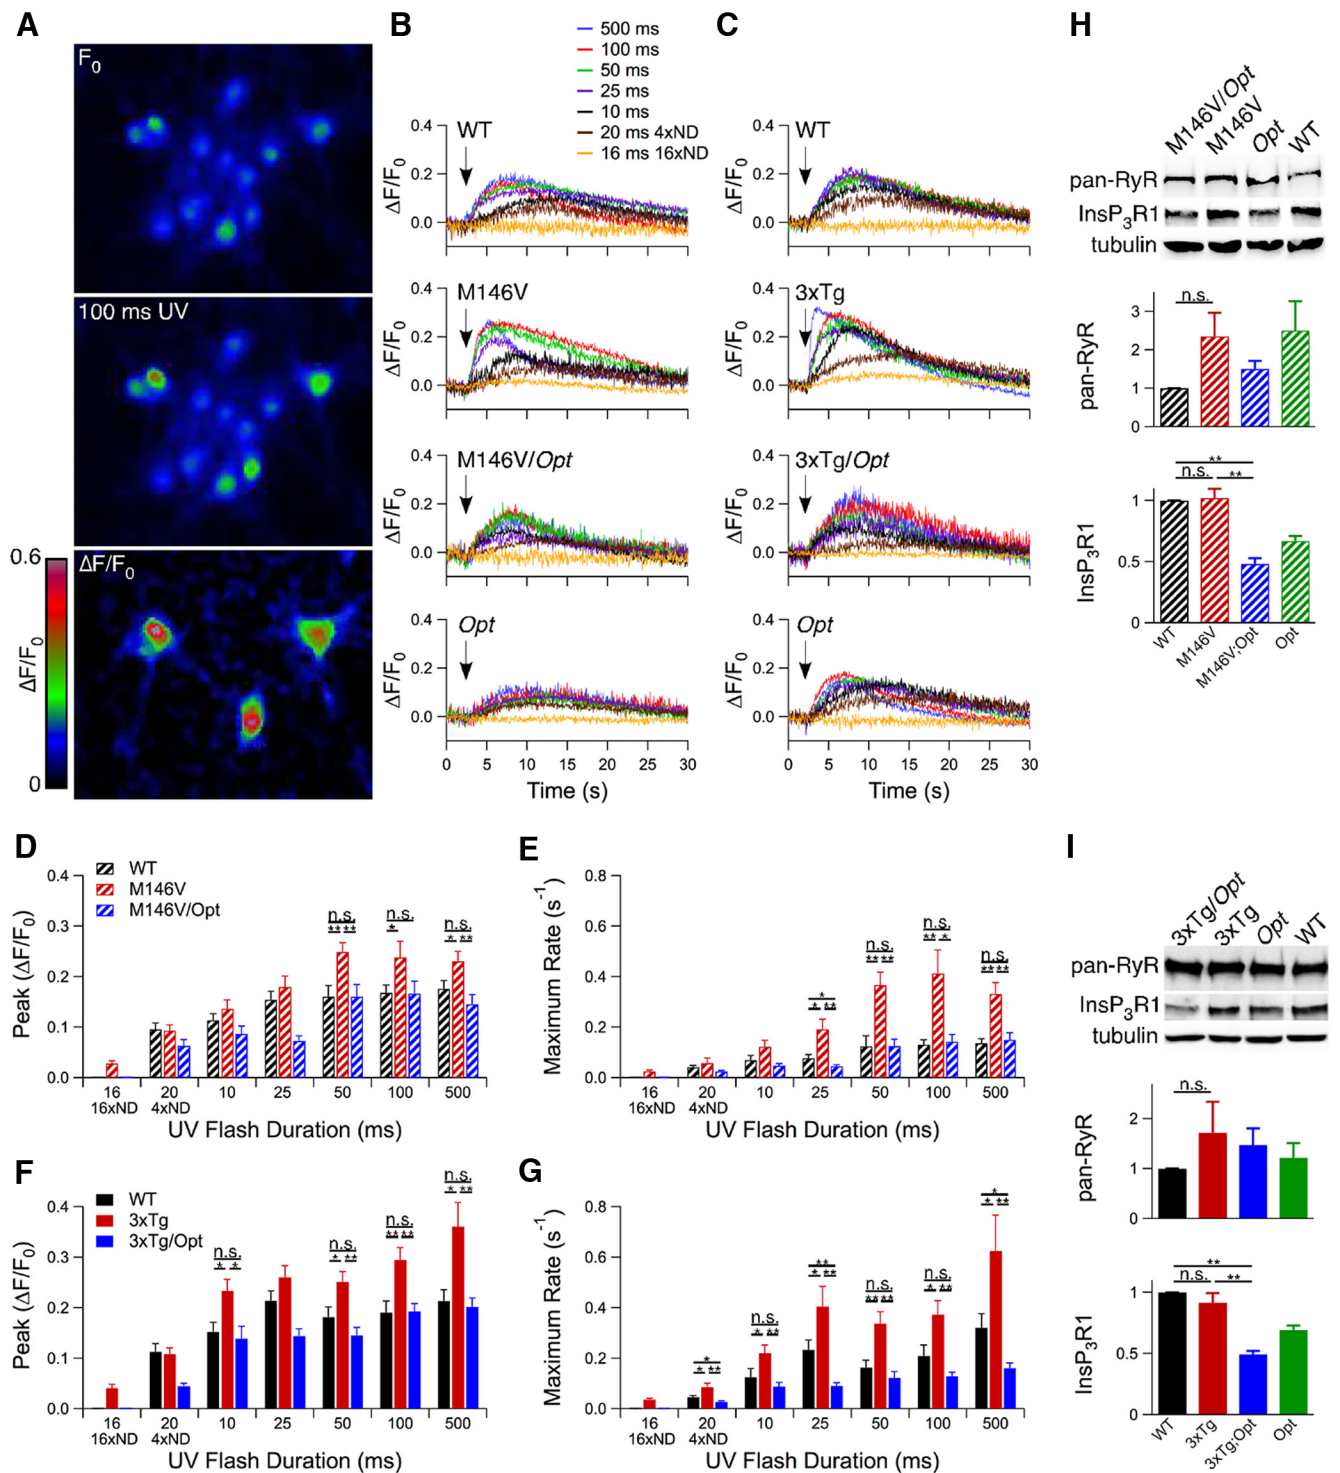 A
F0
100 ms UV
ΔF/F0
0.6
ΔF/F0
0
B
500 ms
100 ms
50 ms
25 ms
10 ms
20 ms 4xND
16 ms 16xND
WT
0.4
0.2
0.0
ΔF/F0
M146V
0.4
0.2
0.0
ΔF/F0
M146V/Opt
0.4
0.2
0.0
ΔF/F0
Opt
0.4
0.2
0.0
ΔF/F0
0 5 10 15 20 25 30
Time (s)
C
WT
0.4
0.2
0.0
ΔF/F0
3xTg
0.4
0.2
0.0
ΔF/F0
3xTg/Opt
0.4
0.2
0.0
ΔF/F0
Opt
0.4
0.2
0.0
ΔF/F0
0 5 10 15 20 25 30
Time (s)
H
M146V/Opt
M146V
Opt
WT
pan-RyR
InsP3R1
tubulin
n.s.
3
2
1
0
pan-RyR
**
n.s. **
1
0.5
0
InsP3R1
WT M146V M146V;Opt Opt
D
WT
M146V
M146V/Opt
0.4
0.3
0.2
0.1
0.0
Peak (ΔF/F0)
n.s. n.s. n.s.
** ** * * **
16 20 10 25 50 100 500
16xND 4xND
UV Flash Duration (ms)
E
0.8
0.6
0.4
0.2
0.0
Maximum Rate (s-1)
* n.s. n.s. n.s.
* ** ** ** ** * ** **
16 20 10 25 50 100 500
16xND 4xND
UV Flash Duration (ms)
F
WT
3xTg
3xTg/Opt
0.4
0.3
0.2
0.1
0.0
Peak (ΔF/F0)
n.s. n.s. n.s. n.s.
* * * ** ** ** * **
16 20 10 25 50 100 500
16xND 4xND
UV Flash Duration (ms)
G
0.8
0.6
0.4
0.2
0.0
Maximum Rate (s-1)
* n.s. ** n.s. n.s. *
* ** * ** * ** ** ** * ** * **
16 20 10 25 50 100 500
16xND 4xND
UV Flash Duration (ms)
I
3xTg/Opt
3xTg
Opt
WT
pan-RyR
InsP3R1
tubulin
n.s.
2
1
0
pan-RyR
**
n.s. **
1
0.5
0
InsP3R1
WT 3xTg 3xTg;Opt Opt